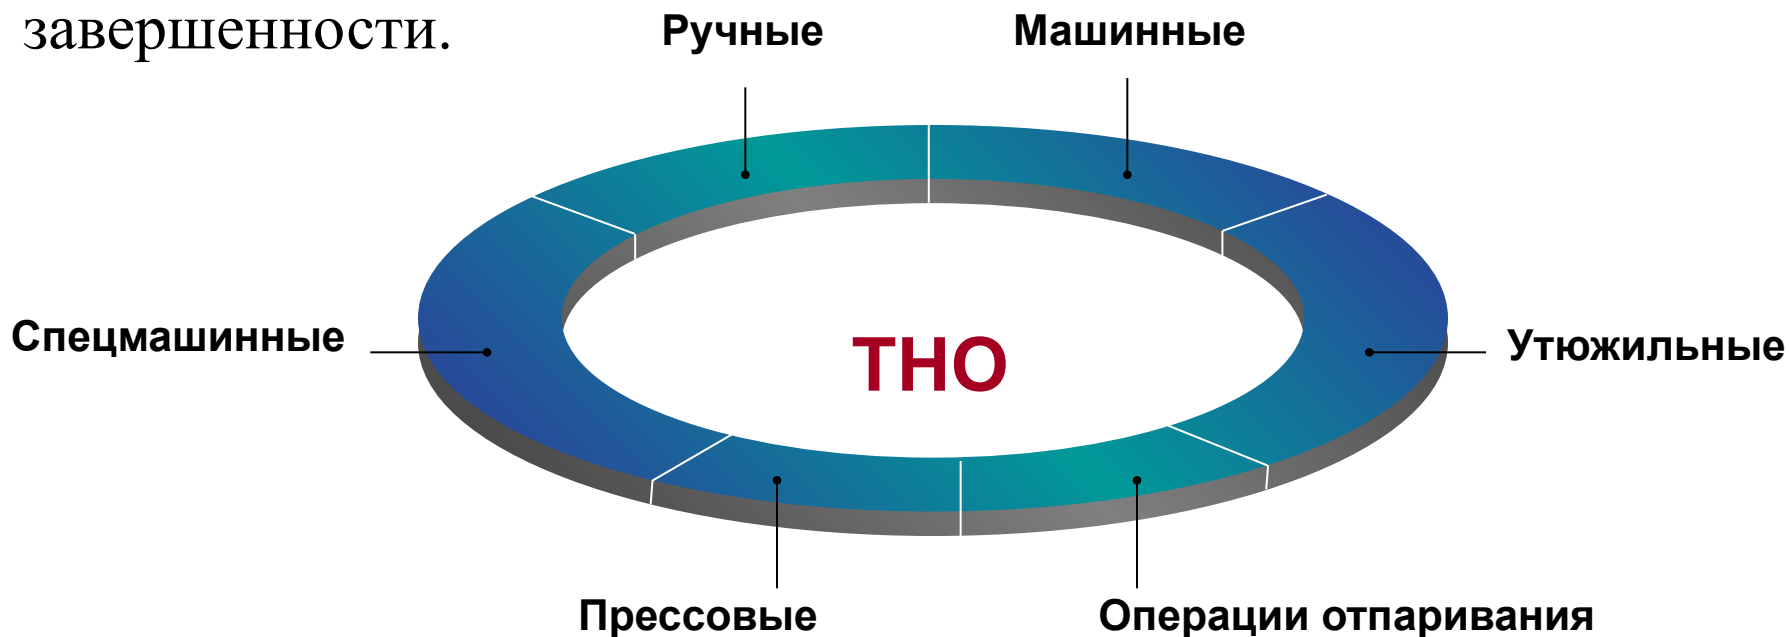 завершенности.
Ручные
Машинные
Спецмашинные
ТНО
Утюжильные
Прессовые
Операции отпаривания